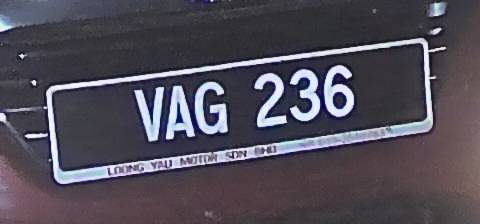 VAG 236
LOONG YAU MOTOR SDN BHD